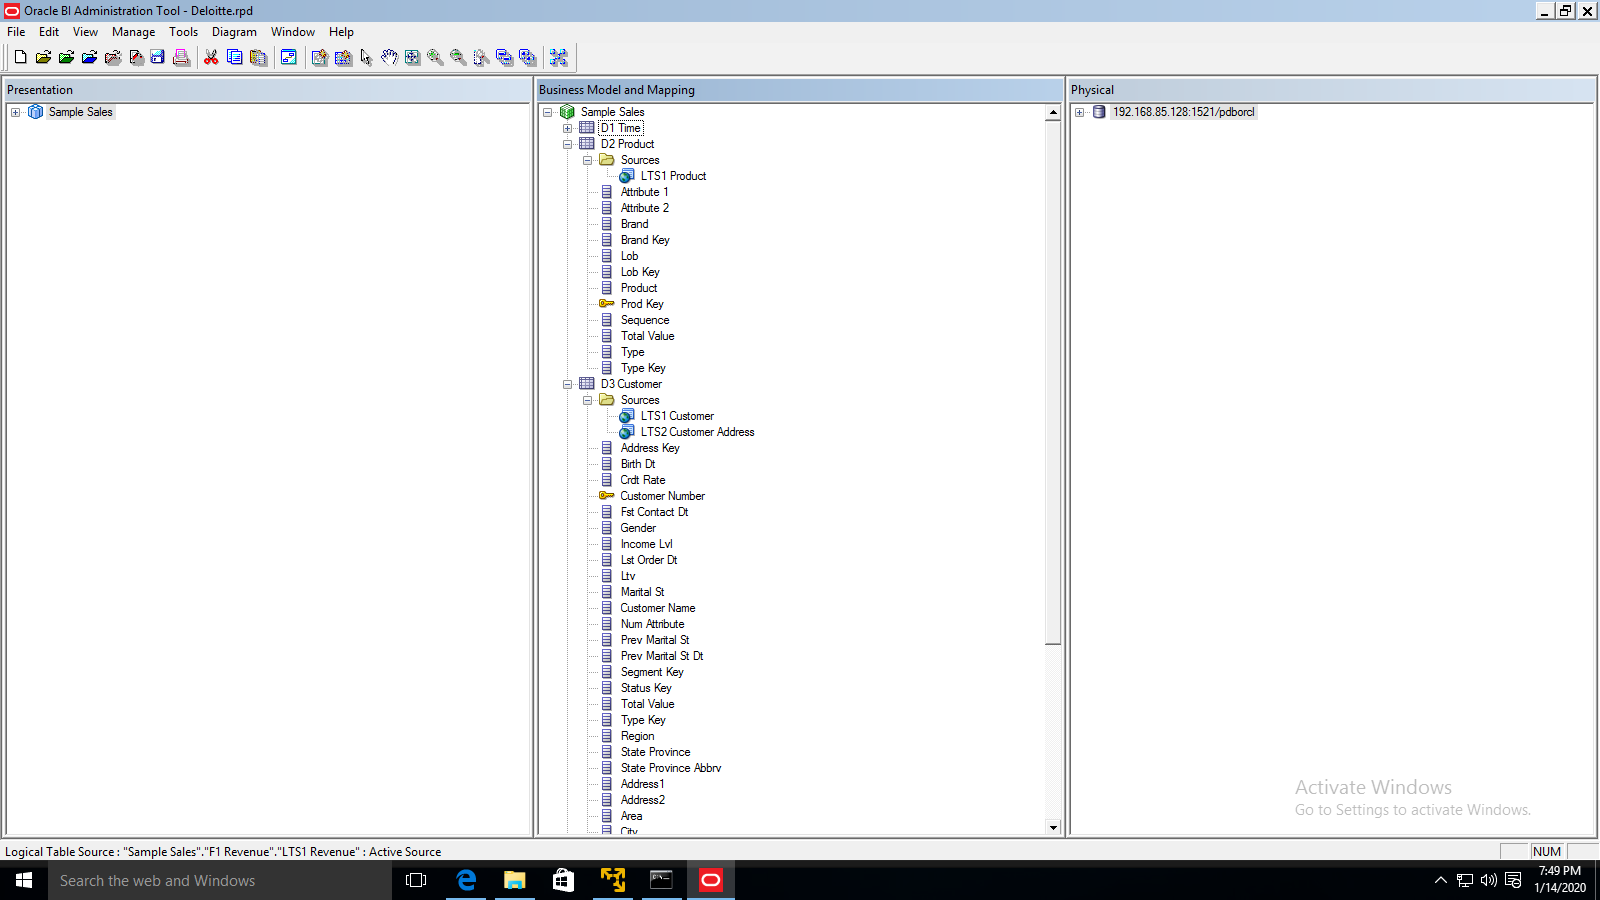 Oracle BI Administration Tool - Deloitte.rpd
File Edit View Manage Tools Diagram Window Help
Presentation
Sample Sales
Business Model and Mapping
Sample Sales
D1 Time
D2 Product
Sources
LTS1 Product
Attribute 1
Attribute 2
Brand
Brand Key
Lob
Lob Key
Product
Prod Key
Sequence
Total Value
Type
Type Key
D3 Customer
Sources
LTS1 Customer
LTS2 Customer Address
Address Key
Birth Dt
Crdt Rate
Customer Number
Fst Contact Dt
Gender
Income Lvl
Lst Order Dt
Ltv
Marital St
Customer Name
Num Attribute
Prev Marital St
Prev Marital St Dt
Segment Key
Status Key
Total Value
Type Key
Region
State Province
State Province Abbrv
Address1
Address2
Area
City
Physical
192.168.85.128:1521/pdborcl
Activate Windows
Go to Settings to activate Windows.
Logical Table Source : "Sample Sales"."F1 Revenue"."LTS1 Revenue" : Active Source
NUM
Search the web and Windows
7:49 PM
1/14/2020